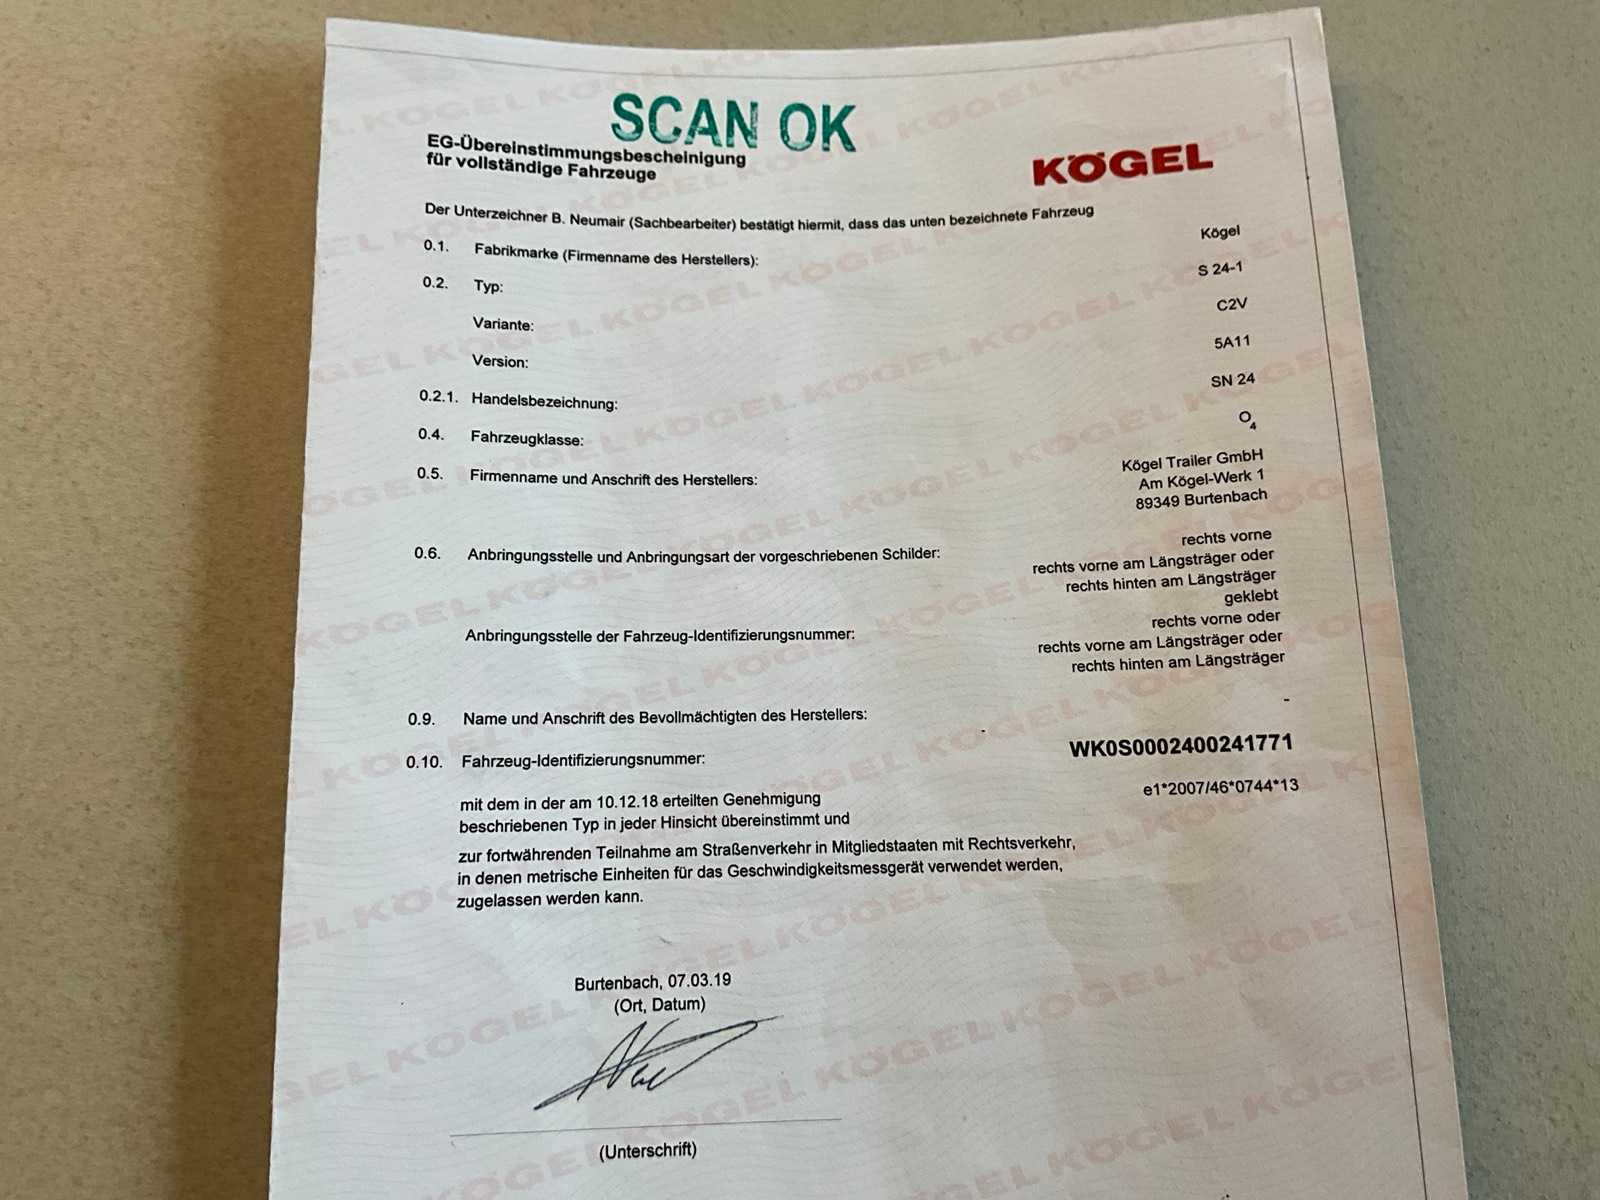 SCAN OK
EG-Übereinstimmungsbescheinigung
für vollständige Fahrzeuge
KÖGEL
Der Unterzeichner B. Neumair (Sachbearbeiter) bestätigt hiermit, dass das unten bezeichnete Fahrzeug
0.1. Fabrikmarke (Firmenname des Herstellers): Kögel
0.2. Typ: S 24-1
Variante: C2V
Version: 5A11
0.2.1. Handelsbezeichnung: SN 24
0.4. Fahrzeugklasse: O4
0.5. Firmenname und Anschrift des Herstellers: Kögel Trailer GmbH
Am Kögel-Werk 1
89349 Burtenbach
0.6. Anbringungsstelle und Anbringungsart der vorgeschriebenen Schilder: rechts vorne
rechts vorne am Längsträger oder
rechts hinten am Längsträger
geklebt
Anbringungsstelle der Fahrzeug-Identifizierungsnummer: rechts vorne oder
rechts vorne am Längsträger oder
rechts hinten am Längsträger
0.9. Name und Anschrift des Bevollmächtigten des Herstellers: -
0.10. Fahrzeug-Identifizierungsnummer: WK0S0002400241771
mit dem in der am 10.12.18 erteilten Genehmigung e1*2007/46*0744*13
beschriebenen Typ in jeder Hinsicht übereinstimmt und
zur fortwährenden Teilnahme am Straßenverkehr in Mitgliedstaaten mit Rechtsverkehr,
in denen metrische Einheiten für das Geschwindigkeitsmessgerät verwendet werden,
zugelassen werden kann.
Burtenbach, 07.03.19
(Ort, Datum)
(Unterschrift)